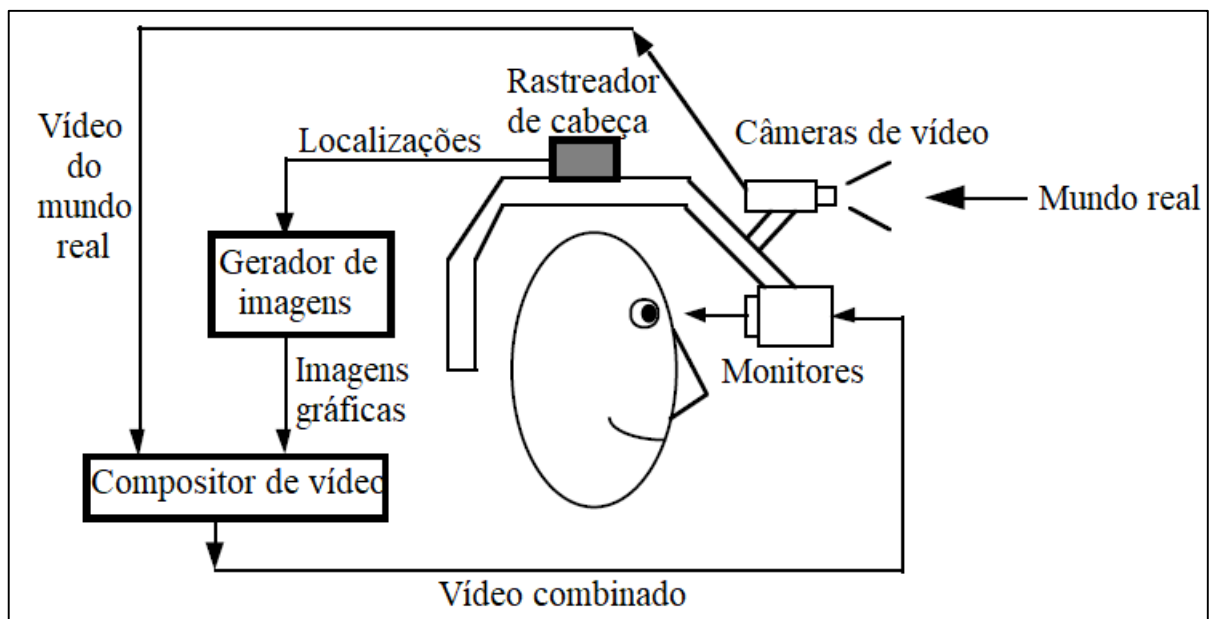 Rastreador
de cabeça
Vídeo
do
mundo
real
Localizações
Câmeras de vídeo
Mundo real
Gerador de
imagens
Imagens
gráficas
Monitores
Compositor de vídeo
Vídeo combinado